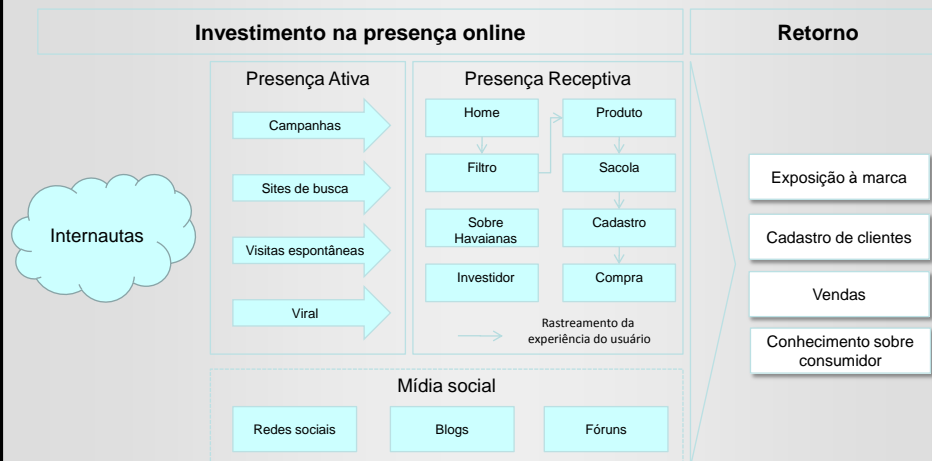 Investimento na presença online
Retorno
Internautas
Presença Ativa
Campanhas
Sites de busca
Visitas espontâneas
Viral
Presença Receptiva
Home
Filtro
Sobre
Havaianas
Investidor
Produto
Sacola
Cadastro
Compra
Rastreamento da
experiência do usuário
Mídia social
Redes sociais
Blogs
Fóruns
Exposição à marca
Cadastro de clientes
Vendas
Conhecimento sobre
consumidor